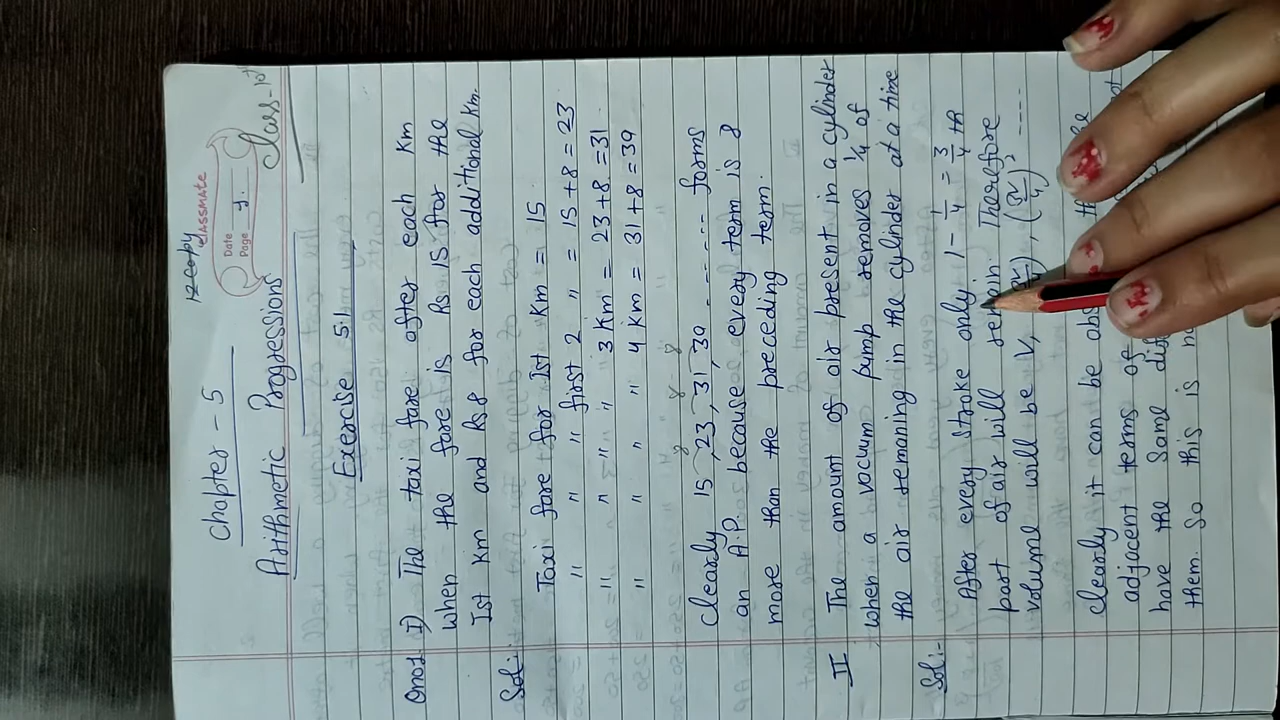 CLASSMATE
Date
Page 1.
Chapter - 5
Class - 10th
Arithmetic Progressions
Exercise 5.1
Qno1. I) The taxi fare after each km
when the fare is Rs 15 for the
Ist km and Rs 8 for each additional km.
Sol:-
Taxi fare for Ist Km = 15
" " " first 2 " = 15 + 8 = 23
" " " " 3 Km = 23 + 8 = 31
" " " " 4 Km = 31 + 8 = 39
clearly 15, 23, 31, 39 ------- forms
an A.P. because every term is 8
more than the preceding term.
II The amount of air present in a cylinder
when a vocum pump removes 1/4 of
the air remaning in the cylinder at a time
Sol:- After every stroke only 1 - 1/4 = 3/4 th
part of air will remain. Therefore
volume will be V,
clearly it can be
adjacent terms of
have the same
them. So this is